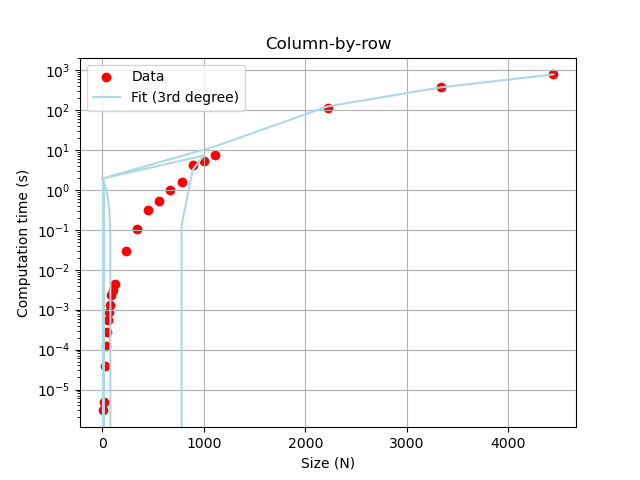 Column-by-row
Data
Fit (3rd degree)
10³
10²
10¹
10⁰
10⁻¹
10⁻²
10⁻³
10⁻⁴
10⁻⁵
Computation time (s)
0 1000 2000 3000 4000
Size (N)